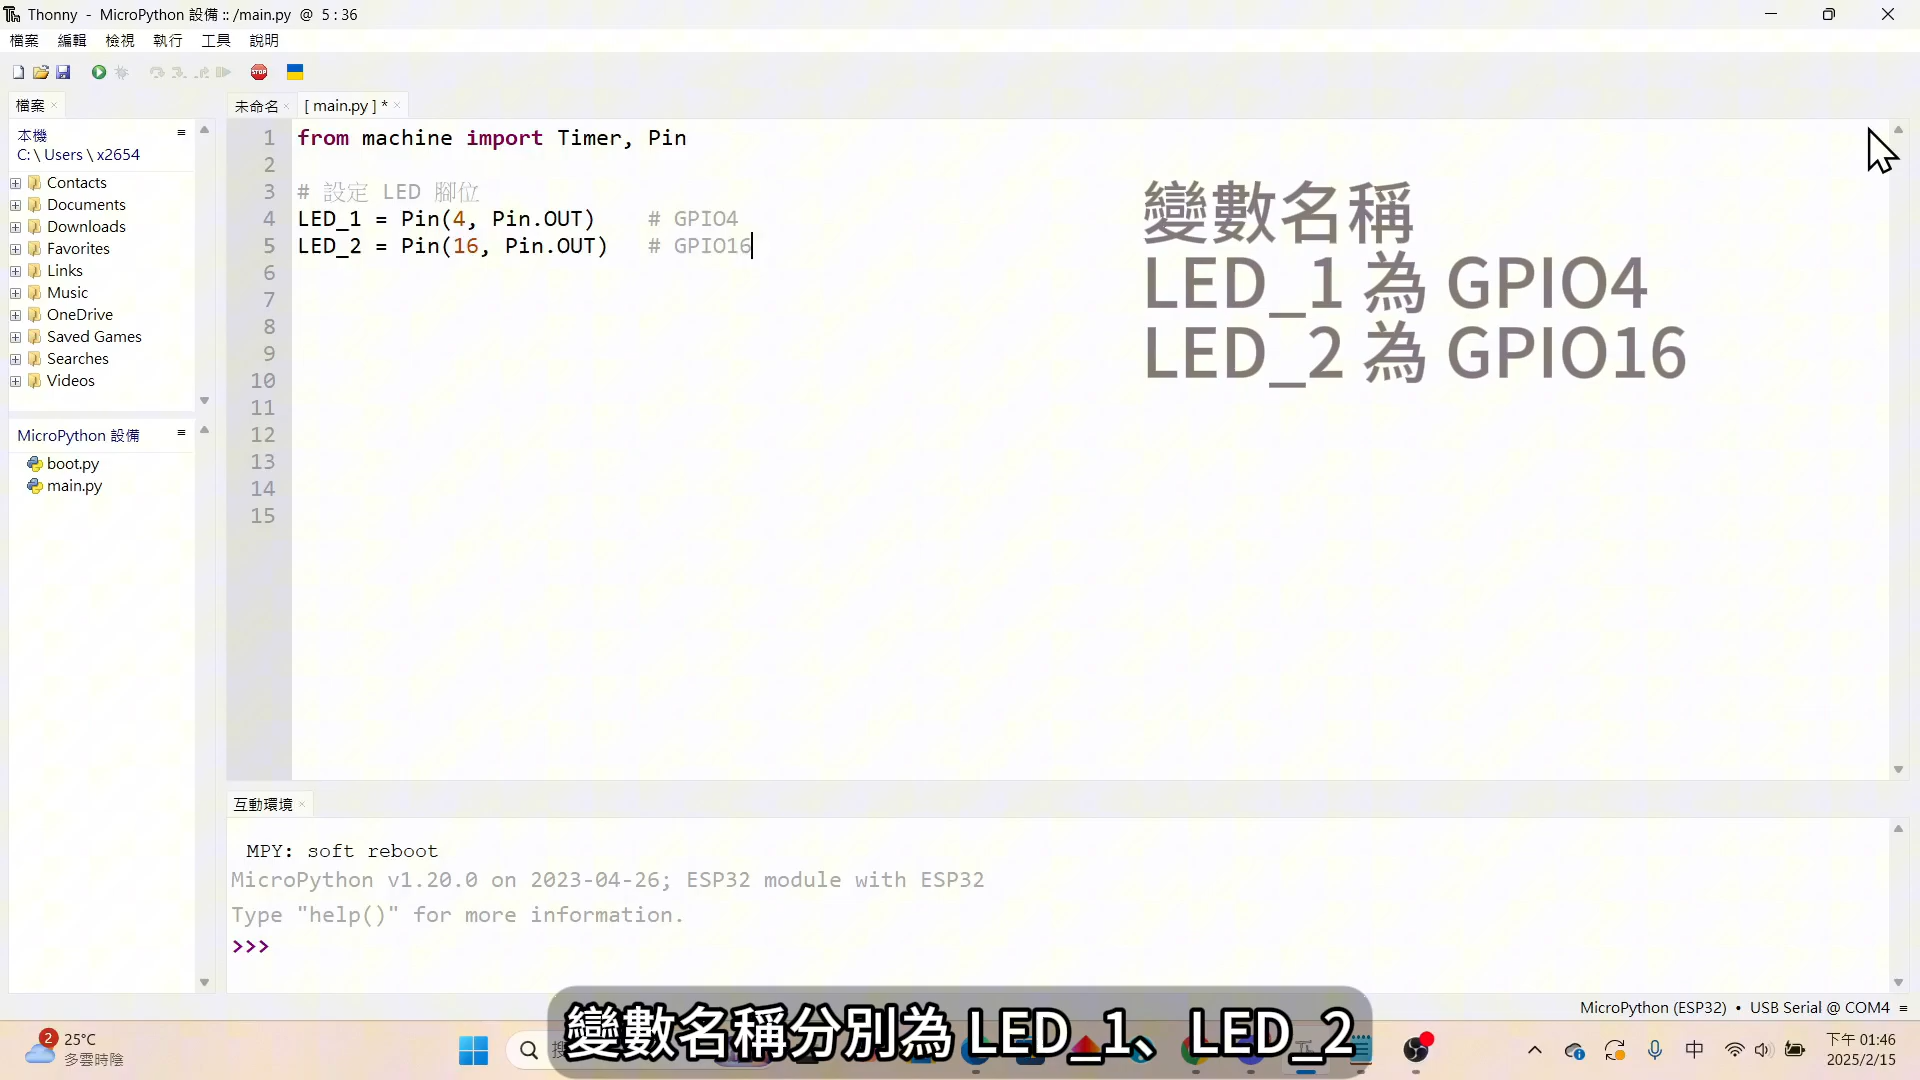 Thonny - MicroPython 設備 :: /main.py @ 5 : 36
檔案 編輯 檢視 執行 工具 說明
STOP
檔案
本機
C: \ Users \ x2654
Contacts
Documents
Downloads
Favorites
Links
Music
OneDrive
Saved Games
Searches
Videos
MicroPython 設備
boot.py
main.py
未命名 [ main.py ] *
1 from machine import Timer, Pin
2
3 # 設定 LED 腳位
4 LED_1 = Pin(4, Pin.OUT) # GPIO4
5 LED_2 = Pin(16, Pin.OUT) # GPIO16
6
7
8
9
10
11
12
13
14
15
變數名稱
LED_1 為 GPIO4
LED_2 為 GPIO16
互動環境
MPY: soft reboot
MicroPython v1.20.0 on 2023-04-26; ESP32 module with ESP32
Type "help()" for more information.
>>>
MicroPython (ESP32) • USB Serial @ COM4
變數名稱分別為 LED_1、LED_2
2
25°C
多雲時陰
中
下午 01:46
2025/2/15